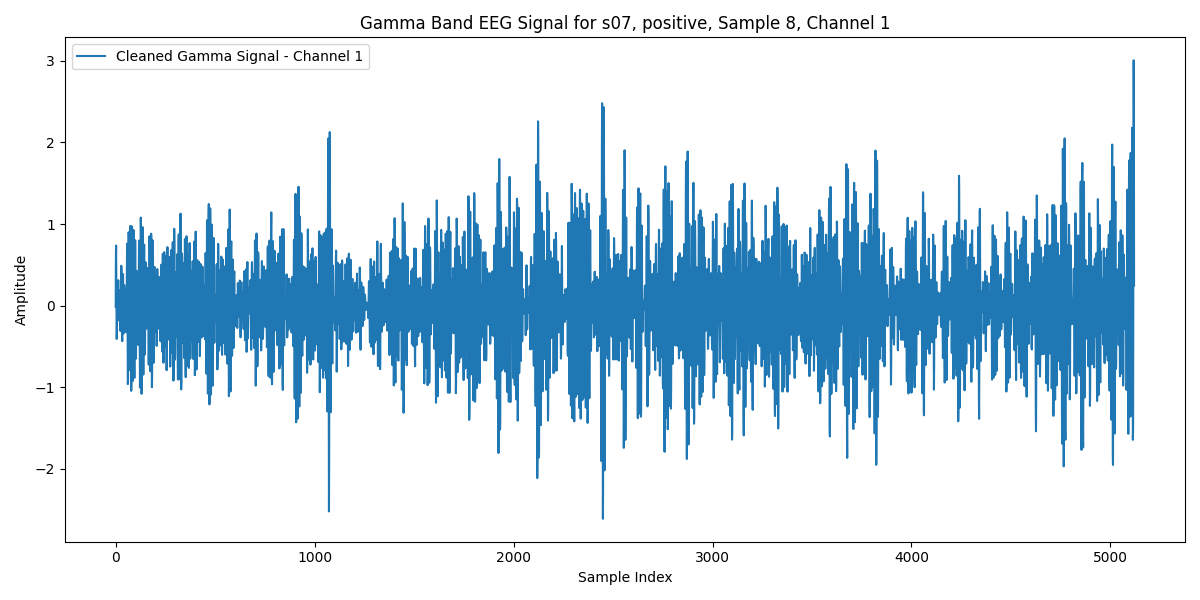 Gamma Band EEG Signal for s07, positive, Sample 8, Channel 1
Cleaned Gamma Signal - Channel 1
3
2
1
0
−1
−2
Amplitude
0 1000 2000 3000 4000 5000
Sample Index